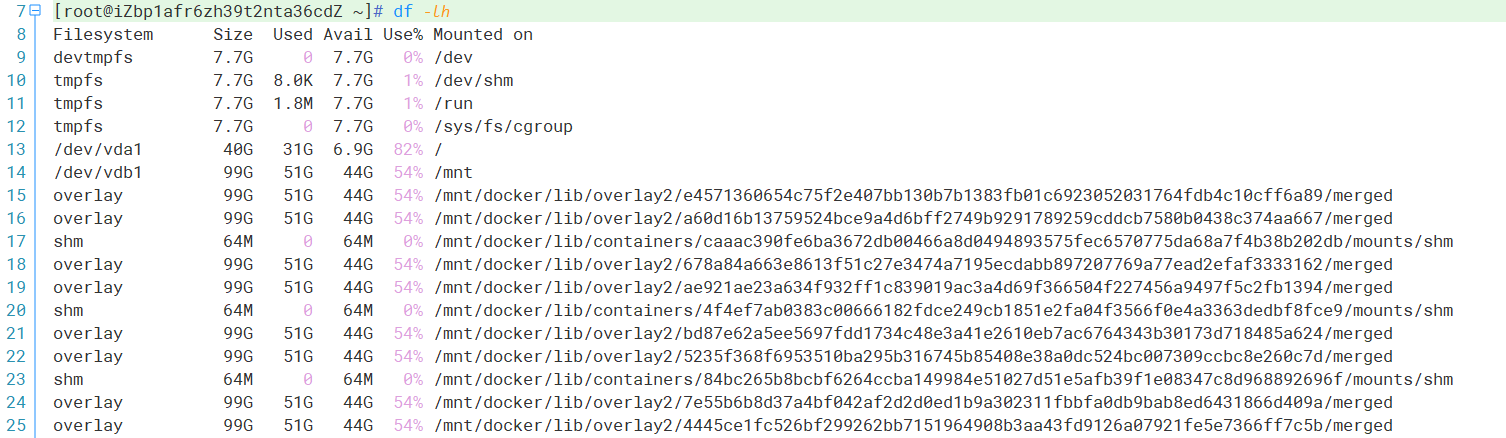 7 [root@iZbp1afr6zh39t2nta36cdZ ~]# df -lh
8 Filesystem      Size  Used Avail Use% Mounted on
9 devtmpfs        7.7G     0  7.7G   0% /dev
10 tmpfs           7.7G  8.0K  7.7G   1% /dev/shm
11 tmpfs           7.7G  1.8M  7.7G   1% /run
12 tmpfs           7.7G     0  7.7G   0% /sys/fs/cgroup
13 /dev/vda1        40G   31G  6.9G  82% /
14 /dev/vdb1        99G   51G   44G  54% /mnt
15 overlay          99G   51G   44G  54% /mnt/docker/lib/overlay2/e4571360654c75f2e407bb130b7b1383fb01c6923052031764fdb4c10cff6a89/merged
16 overlay          99G   51G   44G  54% /mnt/docker/lib/overlay2/a60d16b13759524bce9a4d6bff2749b9291789259cddcb7580b0438c374aa667/merged
17 shm              64M     0   64M   0% /mnt/docker/lib/containers/caaac390fe6ba3672db00466a8d0494893575fec6570775da68a7f4b38b202db/mounts/shm
18 overlay          99G   51G   44G  54% /mnt/docker/lib/overlay2/678a84a663e8613f51c27e3474a7195ecdabb897207769a77ead2efaf3333162/merged
19 overlay          99G   51G   44G  54% /mnt/docker/lib/overlay2/ae921ae23a634f932ff1c839019ac3a4d69f366504f227456a9497f5c2fb1394/merged
20 shm              64M     0   64M   0% /mnt/docker/lib/containers/4f4ef7ab0383c00666182fdce249cb1851e2fa04f3566f0e4a3363dedbf8fce9/mounts/shm
21 overlay          99G   51G   44G  54% /mnt/docker/lib/overlay2/bd87e62a5ee5697fdd1734c48e3a41e2610eb7ac6764343b30173d718485a624/merged
22 overlay          99G   51G   44G  54% /mnt/docker/lib/overlay2/5235f368f6953510ba295b316745b85408e38a0dc524bc007309ccbc8e260c7d/merged
23 shm              64M     0   64M   0% /mnt/docker/lib/containers/84bc265b8bcbf6264ccba149984e51027d51e5afb39f1e08347c8d968892696f/mounts/shm
24 overlay          99G   51G   44G  54% /mnt/docker/lib/overlay2/7e55b6b8d37a4bf042af2d2d0ed1b9a302311fbbfa0db9bab8ed6431866d409a/merged
25 overlay          99G   51G   44G  54% /mnt/docker/lib/overlay2/4445ce1fc526bf299262bb7151964908b3aa43fd9126a07921fe5e7366ff7c5b/merged